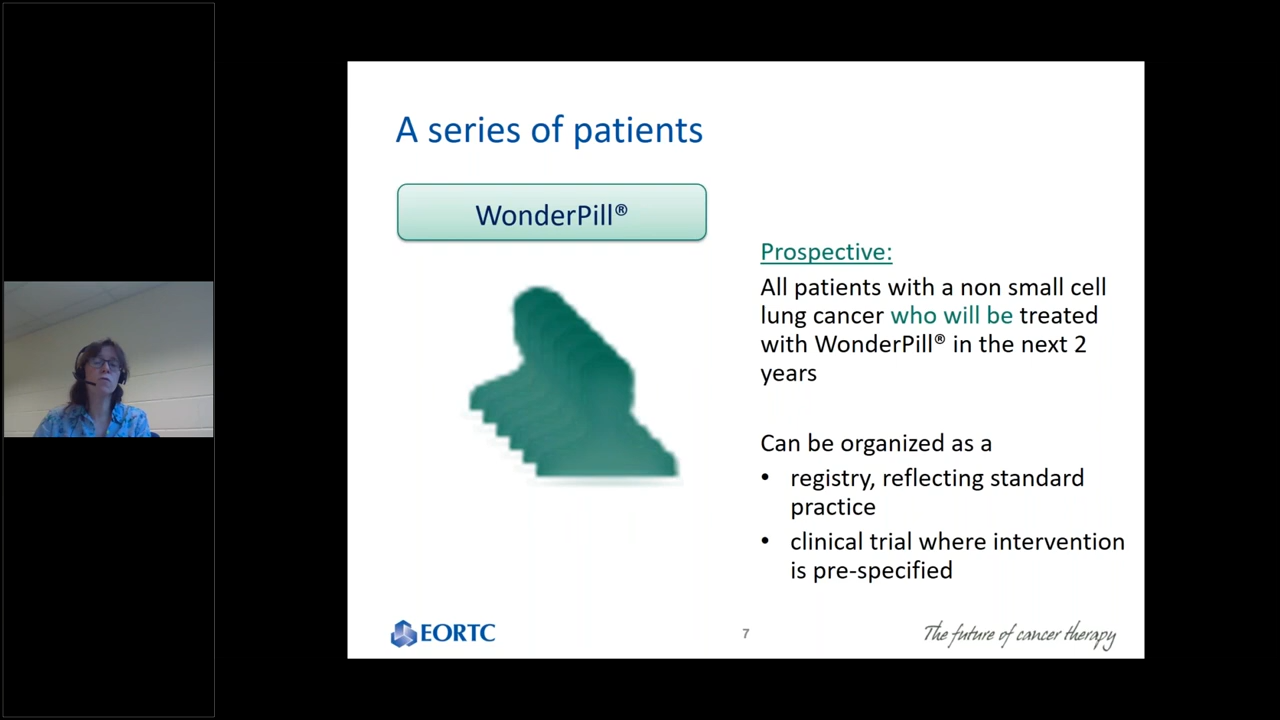 A series of patients
WonderPill®
Prospective:
All patients with a non small cell
lung cancer who will be treated
with WonderPill® in the next 2
years
Can be organized as a
• registry, reflecting standard
practice
• clinical trial where intervention
is pre-specified
EORTC
7
The future of cancer therapy